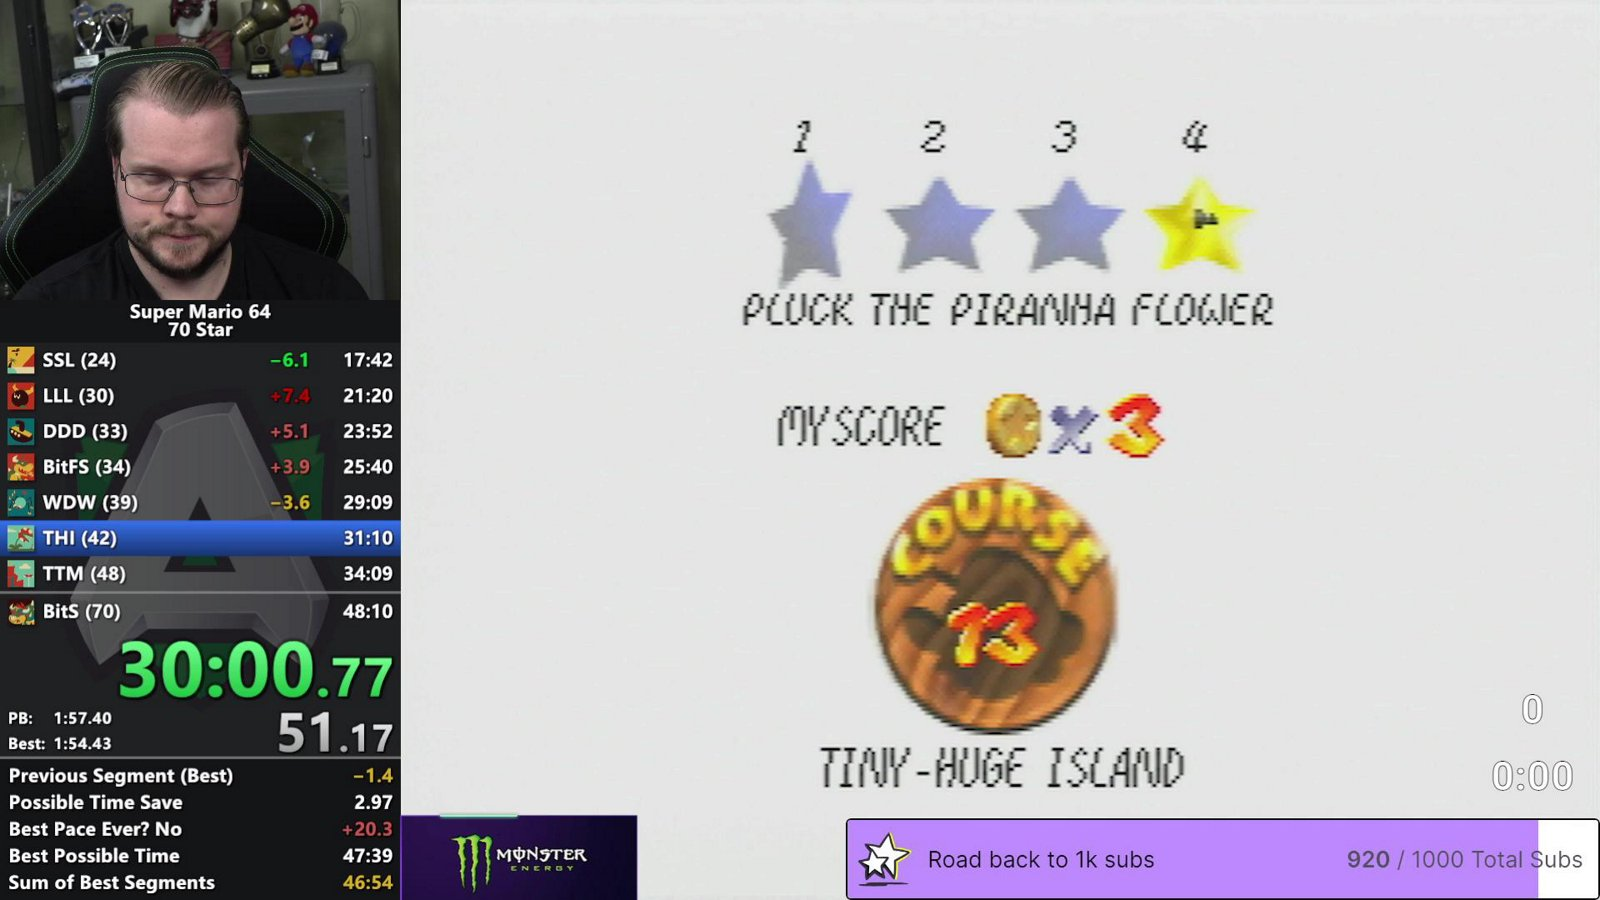 Super Mario 64
70 Star
SSL (24) −6.1 17:42
LLL (30) +7.4 21:20
DDD (33) +5.1 23:52
BitFS (34) +3.9 25:40
WDW (39) −3.6 29:09
THI (42) 31:10
TTM (48) 34:09
BitS (70) 48:10
30:00.77
PB: 1:57.40
Best: 1:54.43
51.17
Previous Segment (Best) −1.4
Possible Time Save 2.97
Best Pace Ever? No +20.3
Best Possible Time 47:39
Sum of Best Segments 46:54
1 2 3 4
PLUCK THE PIRANHA FLOWER
MY SCORE x 3
COURSE
13
TINY-HUGE ISLAND
0
0:00
MONSTER
ENERGY
Road back to 1k subs 920 / 1000 Total Subs